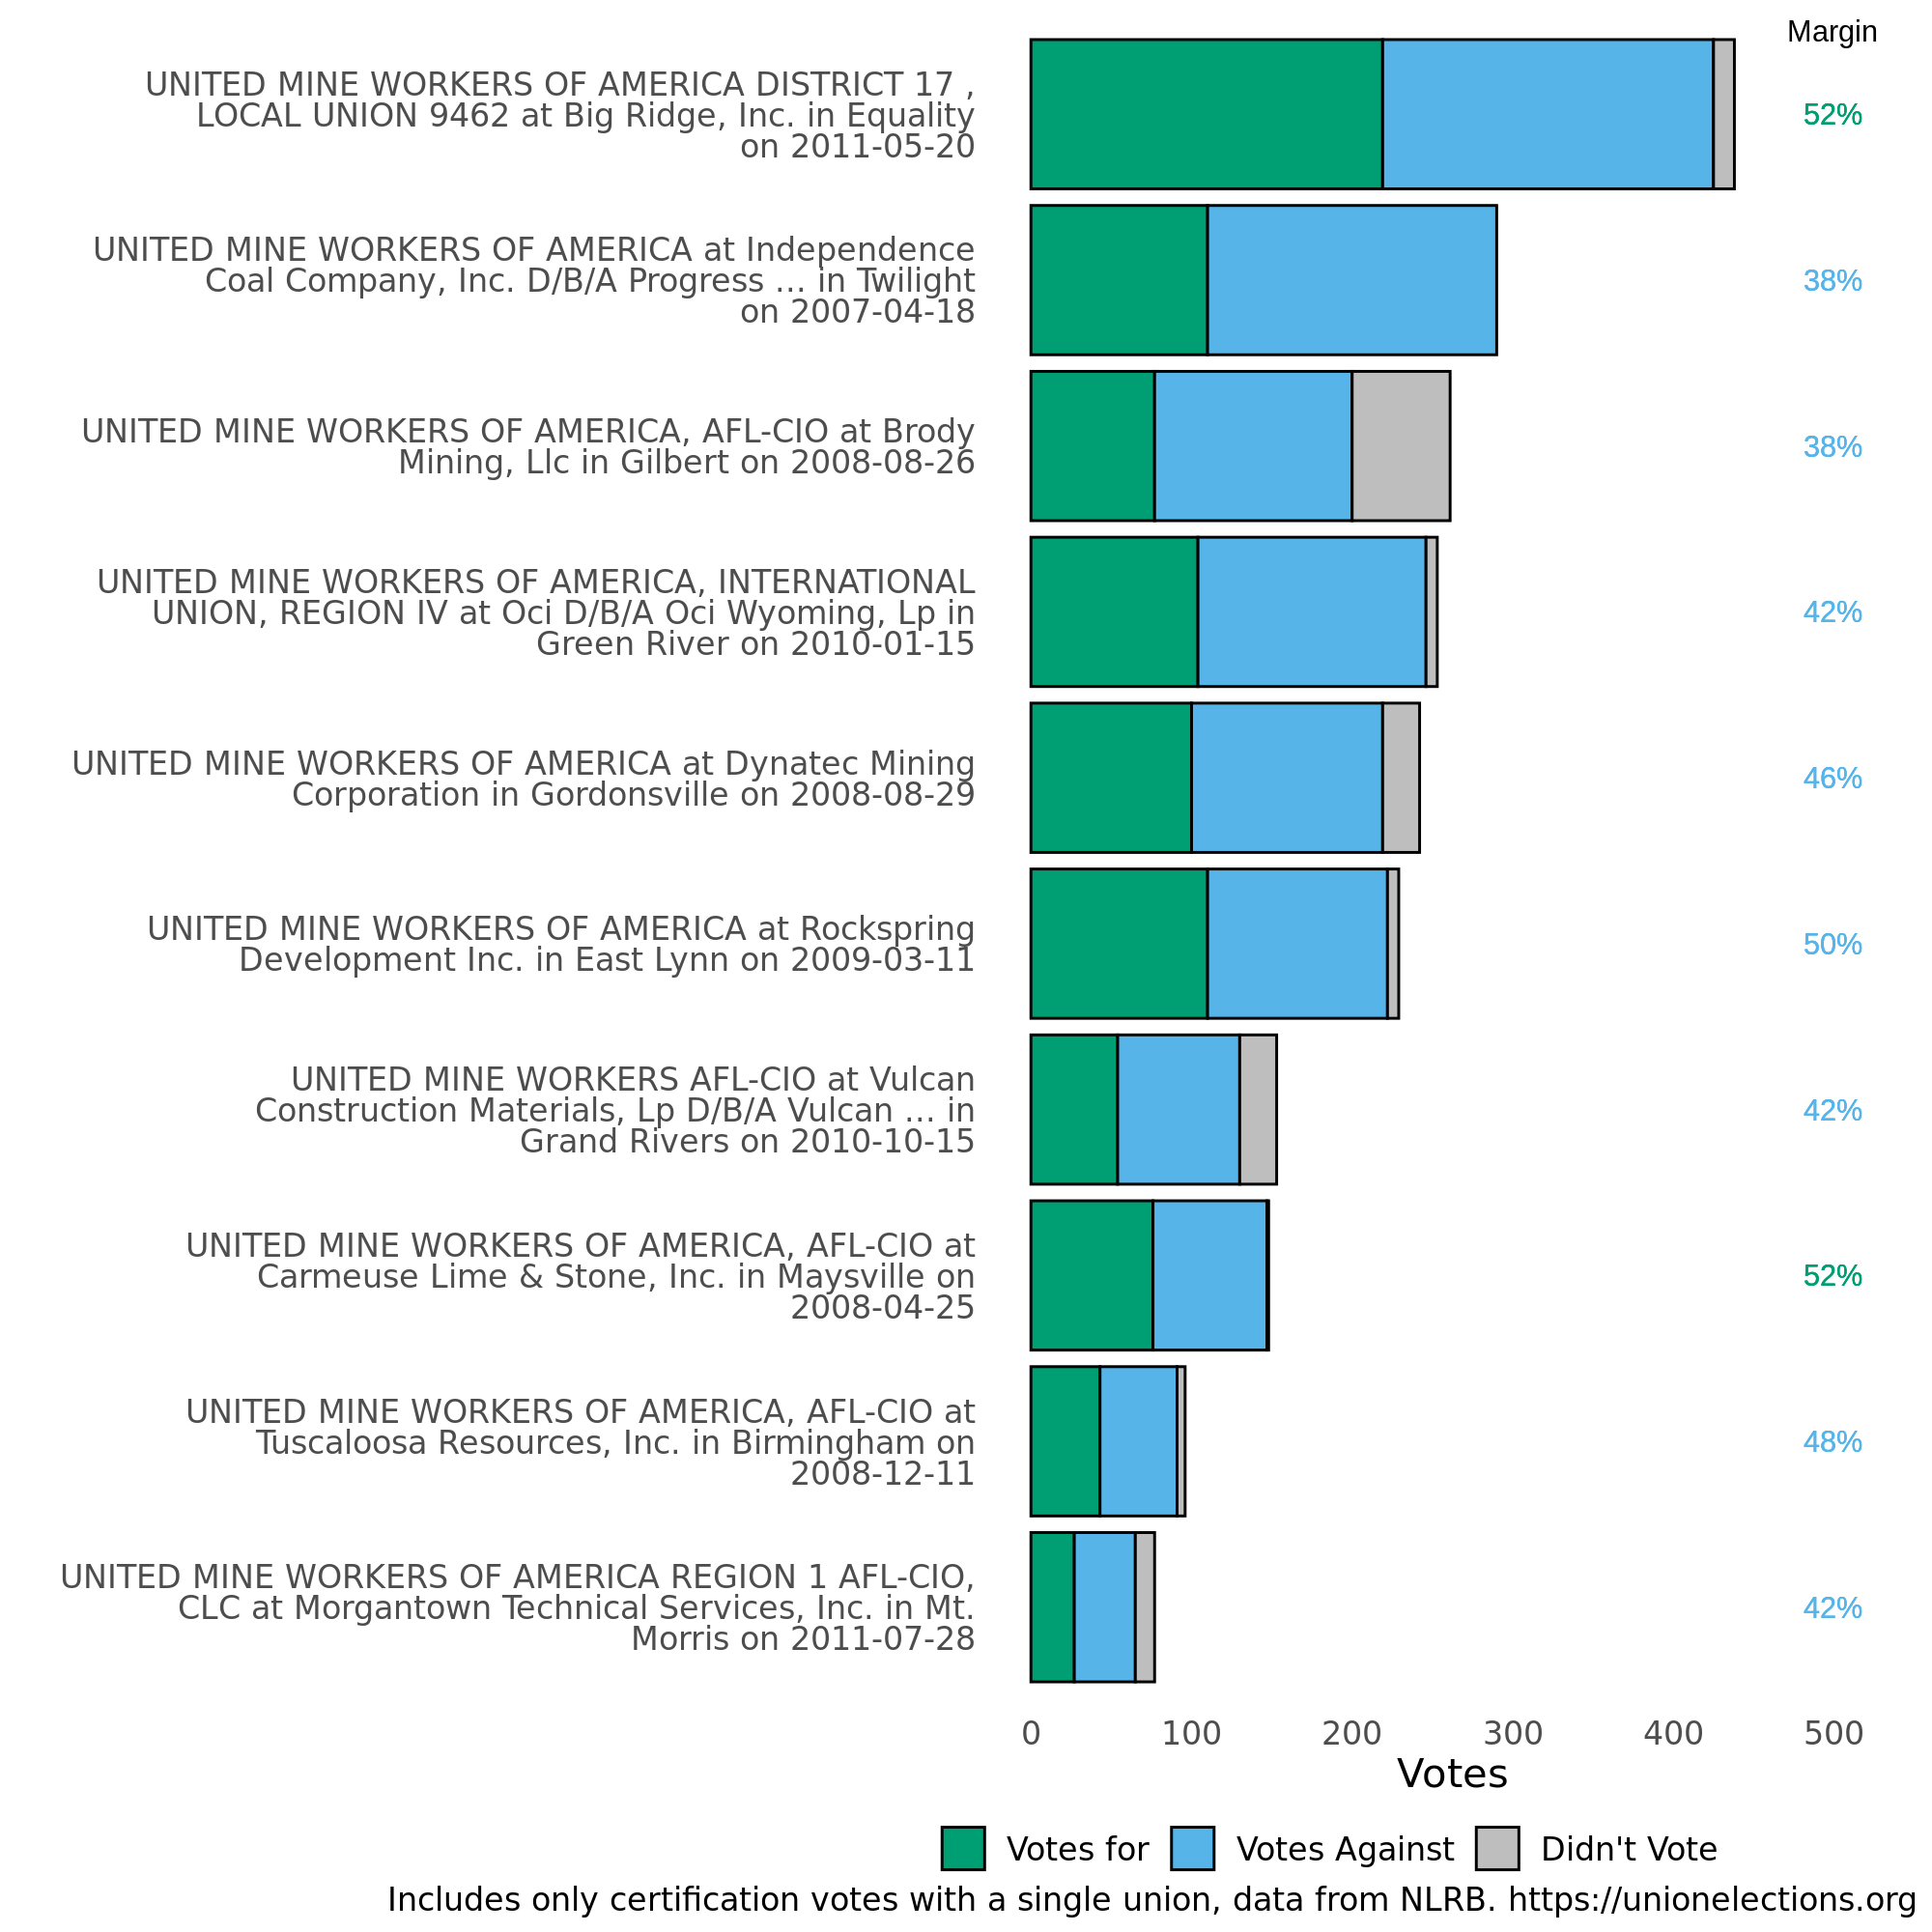 Margin
UNITED MINE WORKERS OF AMERICA DISTRICT 17 ,
LOCAL UNION 9462 at Big Ridge, Inc. in Equality
on 2011-05-20
52%
UNITED MINE WORKERS OF AMERICA at Independence
Coal Company, Inc. D/B/A Progress ... in Twilight
on 2007-04-18
38%
UNITED MINE WORKERS OF AMERICA, AFL-CIO at Brody
Mining, Llc in Gilbert on 2008-08-26
38%
UNITED MINE WORKERS OF AMERICA, INTERNATIONAL
UNION, REGION IV at Oci D/B/A Oci Wyoming, Lp in
Green River on 2010-01-15
42%
UNITED MINE WORKERS OF AMERICA at Dynatec Mining
Corporation in Gordonsville on 2008-08-29
46%
UNITED MINE WORKERS OF AMERICA at Rockspring
Development Inc. in East Lynn on 2009-03-11
50%
UNITED MINE WORKERS AFL-CIO at Vulcan
Construction Materials, Lp D/B/A Vulcan ... in
Grand Rivers on 2010-10-15
42%
UNITED MINE WORKERS OF AMERICA, AFL-CIO at
Carmeuse Lime & Stone, Inc. in Maysville on
2008-04-25
52%
UNITED MINE WORKERS OF AMERICA, AFL-CIO at
Tuscaloosa Resources, Inc. in Birmingham on
2008-12-11
48%
UNITED MINE WORKERS OF AMERICA REGION 1 AFL-CIO,
CLC at Morgantown Technical Services, Inc. in Mt.
Morris on 2011-07-28
42%
0 100 200 300 400 500
Votes
Votes for Votes Against Didn't Vote
Includes only certification votes with a single union, data from NLRB. https://unionelections.org